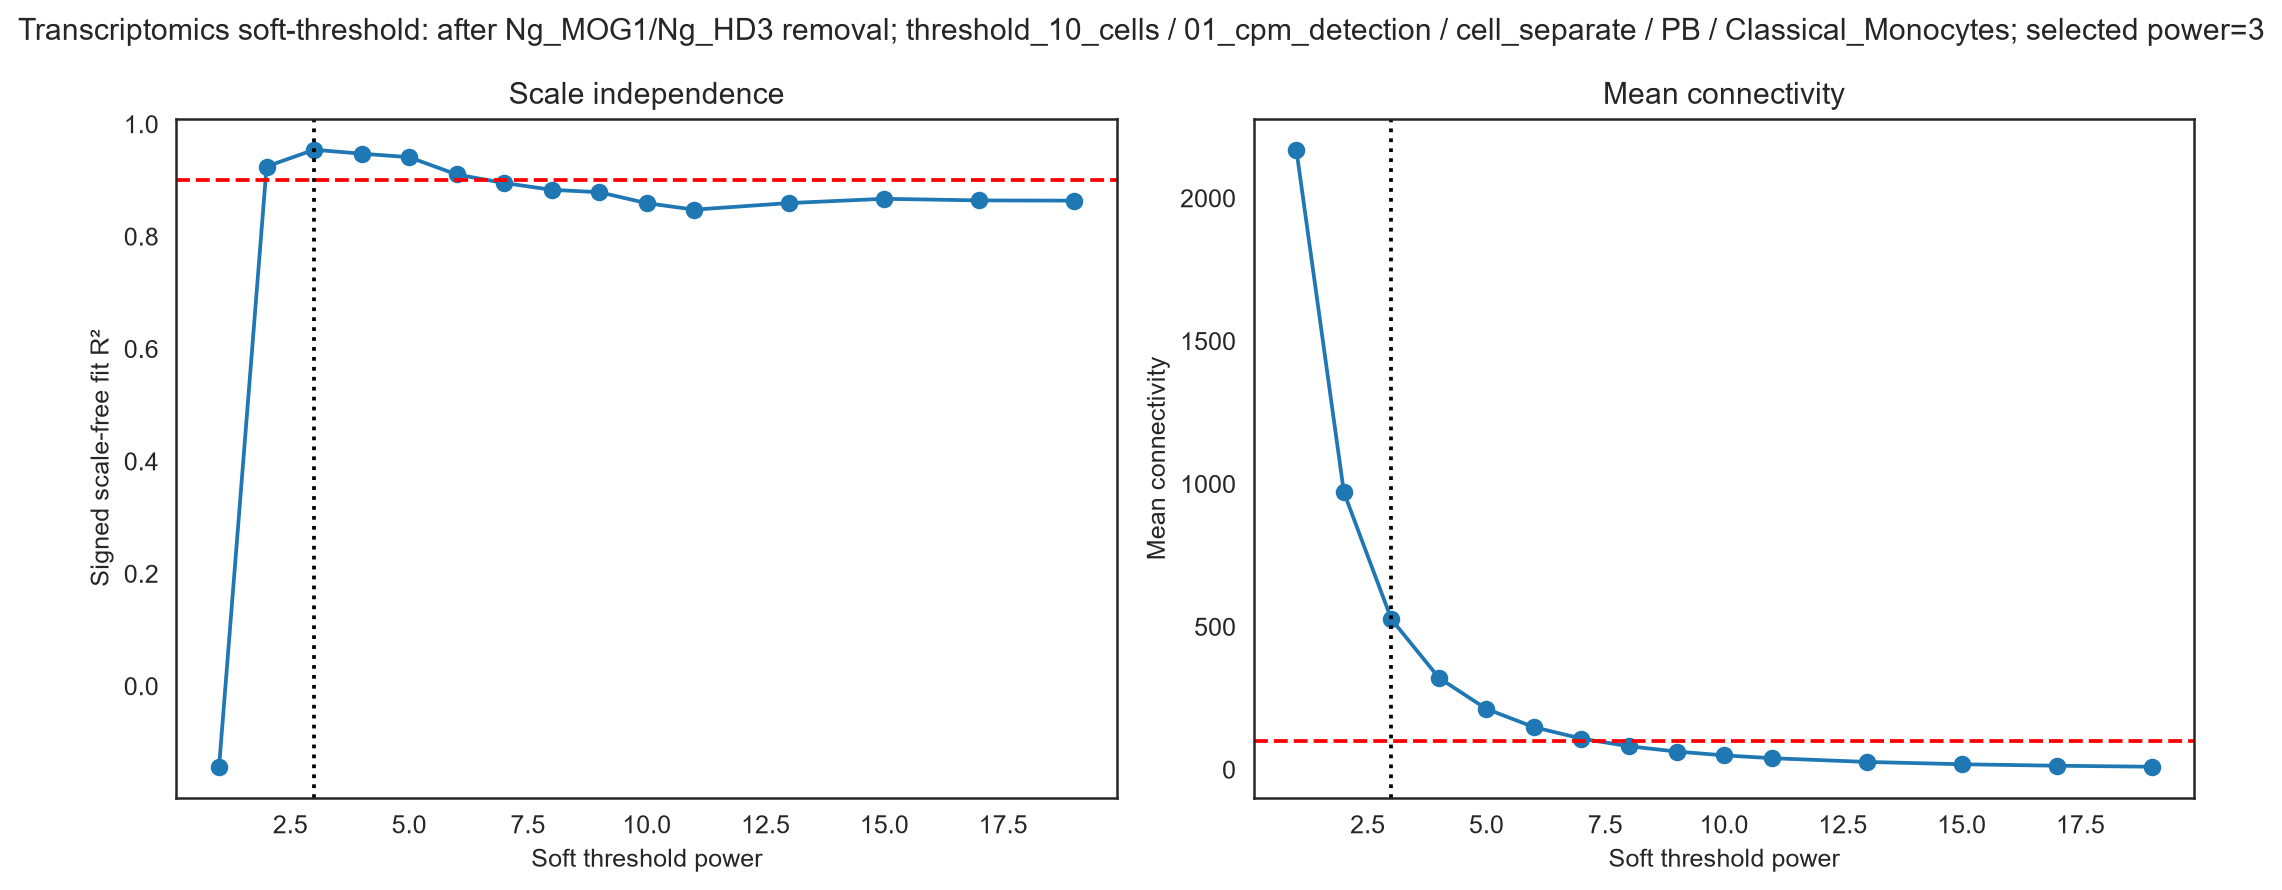 Transcriptomics soft-threshold: after Ng_MOG1/Ng_HD3 removal; threshold_10_cells / 01_cpm_detection / cell_separate / PB / Classical_Monocytes; selected power=3
Scale independence
Signed scale-free fit R²
1.0
0.8
0.6
0.4
0.2
0.0
2.5 5.0 7.5 10.0 12.5 15.0 17.5
Soft threshold power
Mean connectivity
Mean connectivity
2000
1500
1000
500
0
2.5 5.0 7.5 10.0 12.5 15.0 17.5
Soft threshold power